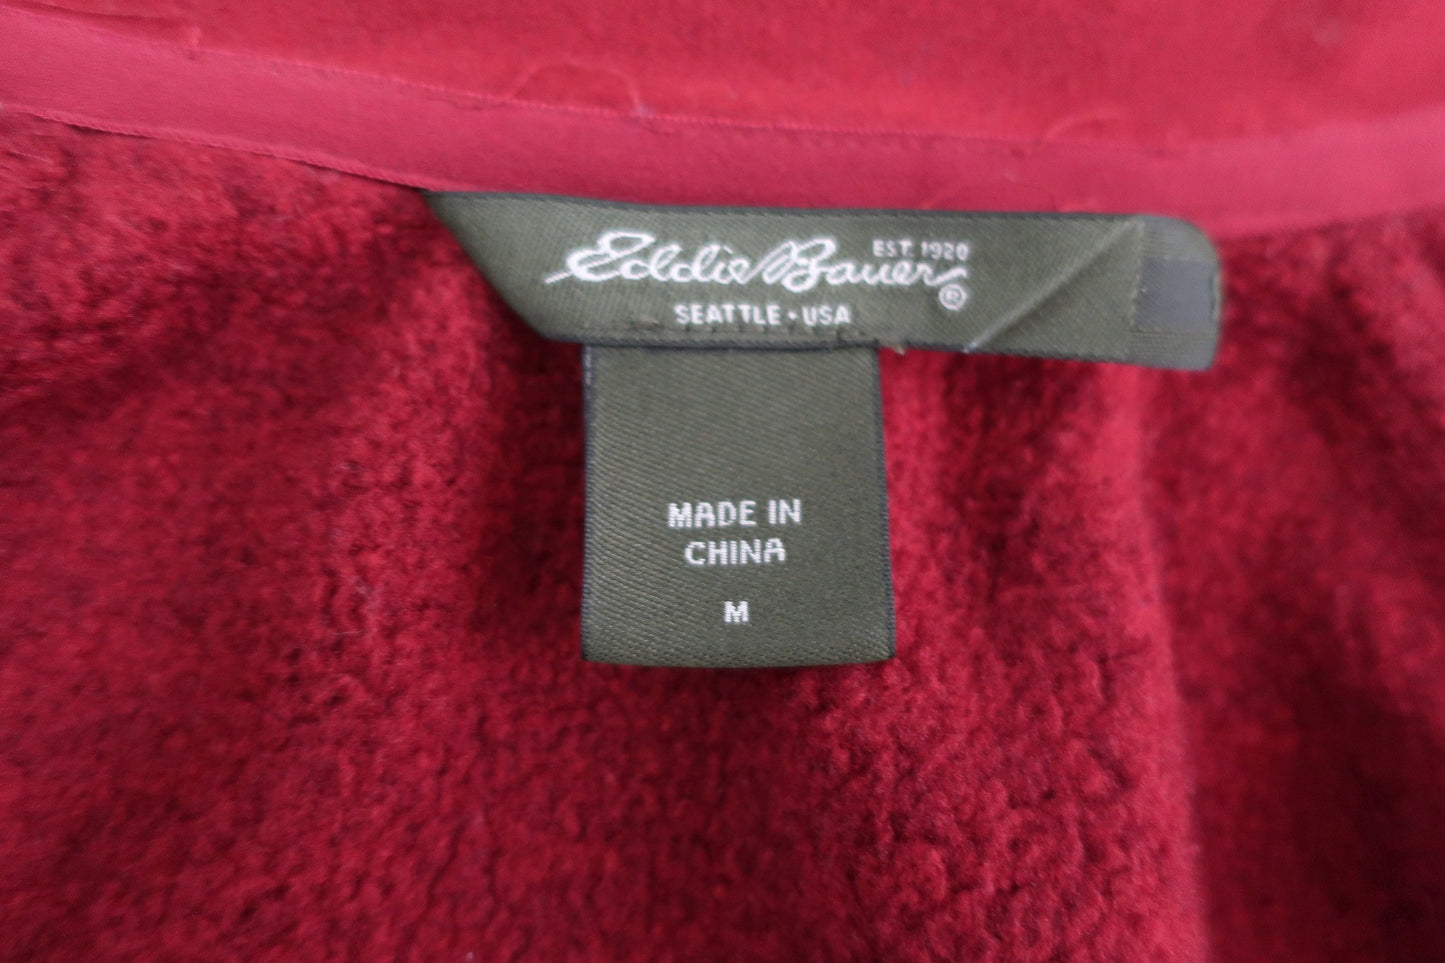 Eddie Bauer ®
EST. 1920
SEATTLE • USA
MADE IN
CHINA
M